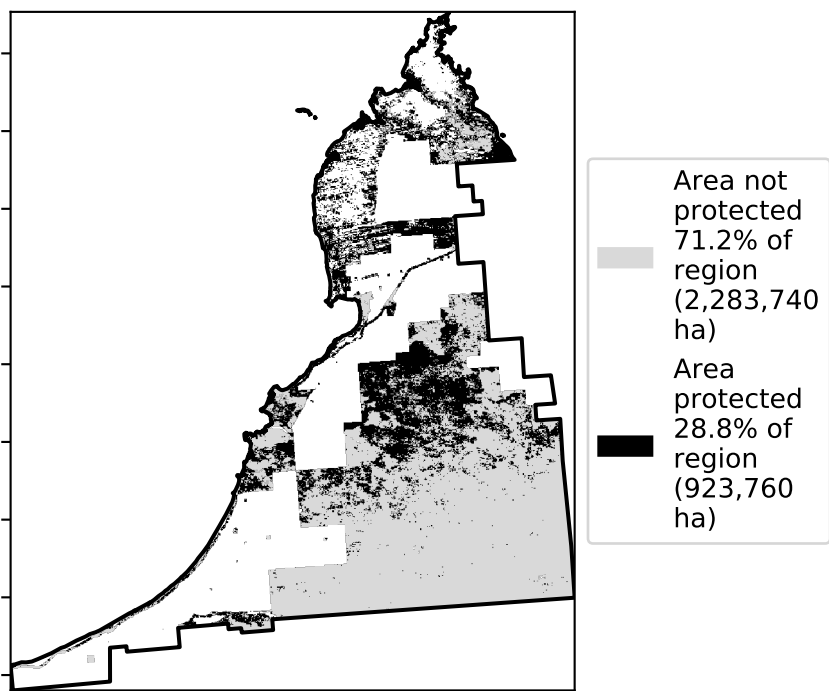 Area not
protected
71.2% of
region
(2,283,740
ha)
Area
protected
28.8% of
region
(923,760
ha)